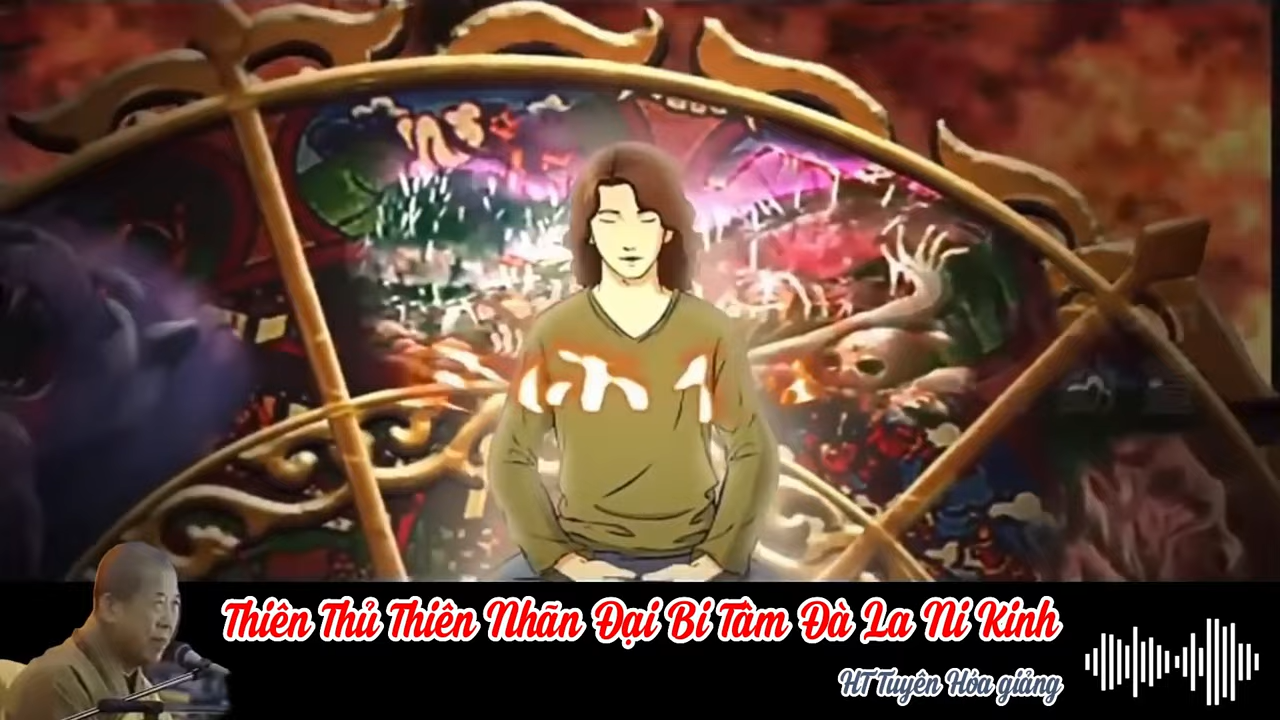 Thiên Thủ Thiên Nhãn Đại Bi Tâm Đà La Ni Kinh
HT Tuyên Hóa giảng